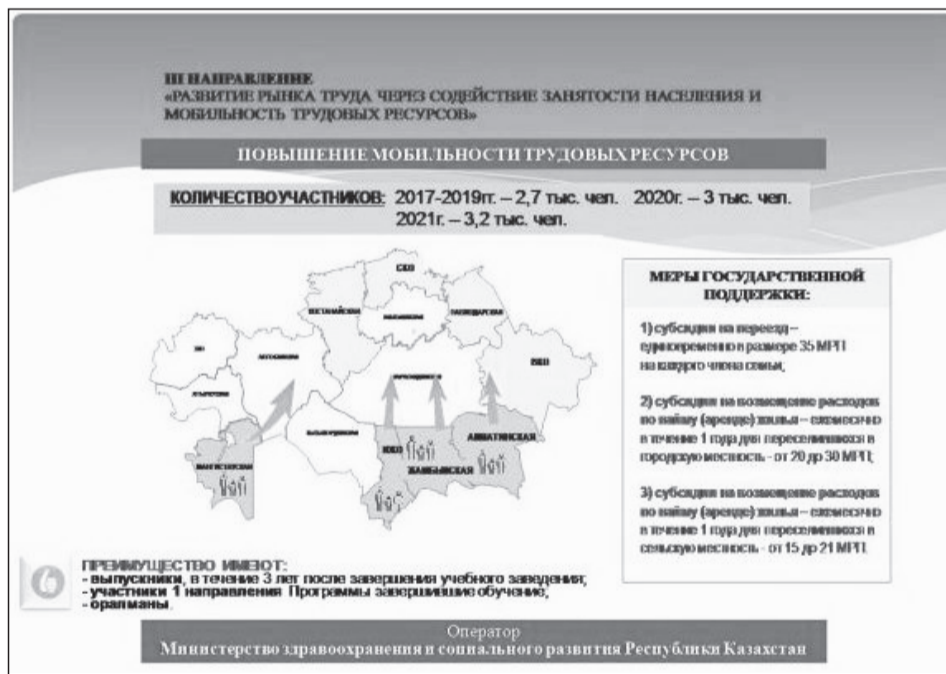 III НАПРАВЛЕНИЕ
«РАЗВИТИЕ РЫНКА ТРУДА ЧЕРЕЗ СОДЕЙСТВИЕ ЗАНЯТОСТИ НАСЕЛЕНИЯ И
МОБИЛЬНОСТЬ ТРУДОВЫХ РЕСУРСОВ»
ПОВЫШЕНИЕ МОБИЛЬНОСТИ ТРУДОВЫХ РЕСУРСОВ
КОЛИЧЕСТВО УЧАСТНИКОВ: 2017-2019гг. – 2,7 тыс. чел. 2020г. – 3 тыс. чел.
2021г. – 3,2 тыс. чел.
СКО
КОСТАНАЙСКАЯ
ПАВЛОДАРСКАЯ
ВКО
МАНГИСТАУСКАЯ
ЮКО
ЖАМБЫЛСКАЯ
АЛМАТИНСКАЯ
МЕРЫ ГОСУДАРСТВЕННОЙ
ПОДДЕРЖКИ:
1) субсидии на переезд –
единовременно в размере 35 МРП
на каждого члена семьи;
2) субсидии на возмещение расходов
по найму (аренде) жилья – ежемесячно
в течение 1 года для переселившихся в
городскую местность - от 20 до 30 МРП;
3) субсидии на возмещение расходов
по найму (аренде) жилья – ежемесячно
в течение 1 года для переселившихся в
сельскую местность - от 15 до 21 МРП.
ПРЕИМУЩЕСТВО ИМЕЮТ:
- выпускники, в течение 3 лет после завершения учебного заведения;
- участники 1 направления Программы завершившие обучение;
- оралманы.
Оператор
Министерство здравоохранения и социального развития Республики Казахстан